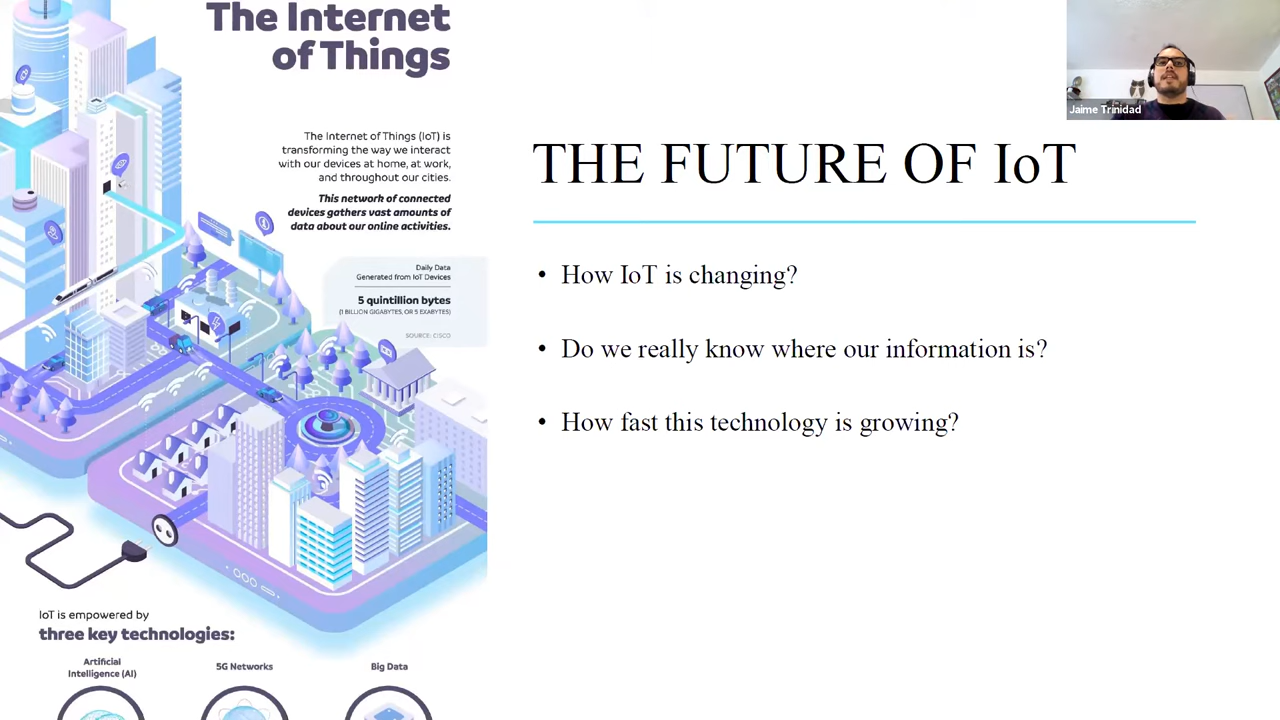 The Internet
of Things
The Internet of Things (IoT) is
transforming the way we interact
with our devices at home, at work,
and throughout our cities.
This network of connected
devices gathers vast amounts of
data about our online activities.
Daily Data
Generated from IoT Devices
5 quintillion bytes
(1 BILLION GIGABYTES, OR 5 EXABYTES)
SOURCE: CISCO
IoT is empowered by
three key technologies:
Artificial
Intelligence (AI)
5G Networks
Big Data
Jaime Trinidad
THE FUTURE OF IoT
• How IoT is changing?
• Do we really know where our information is?
• How fast this technology is growing?